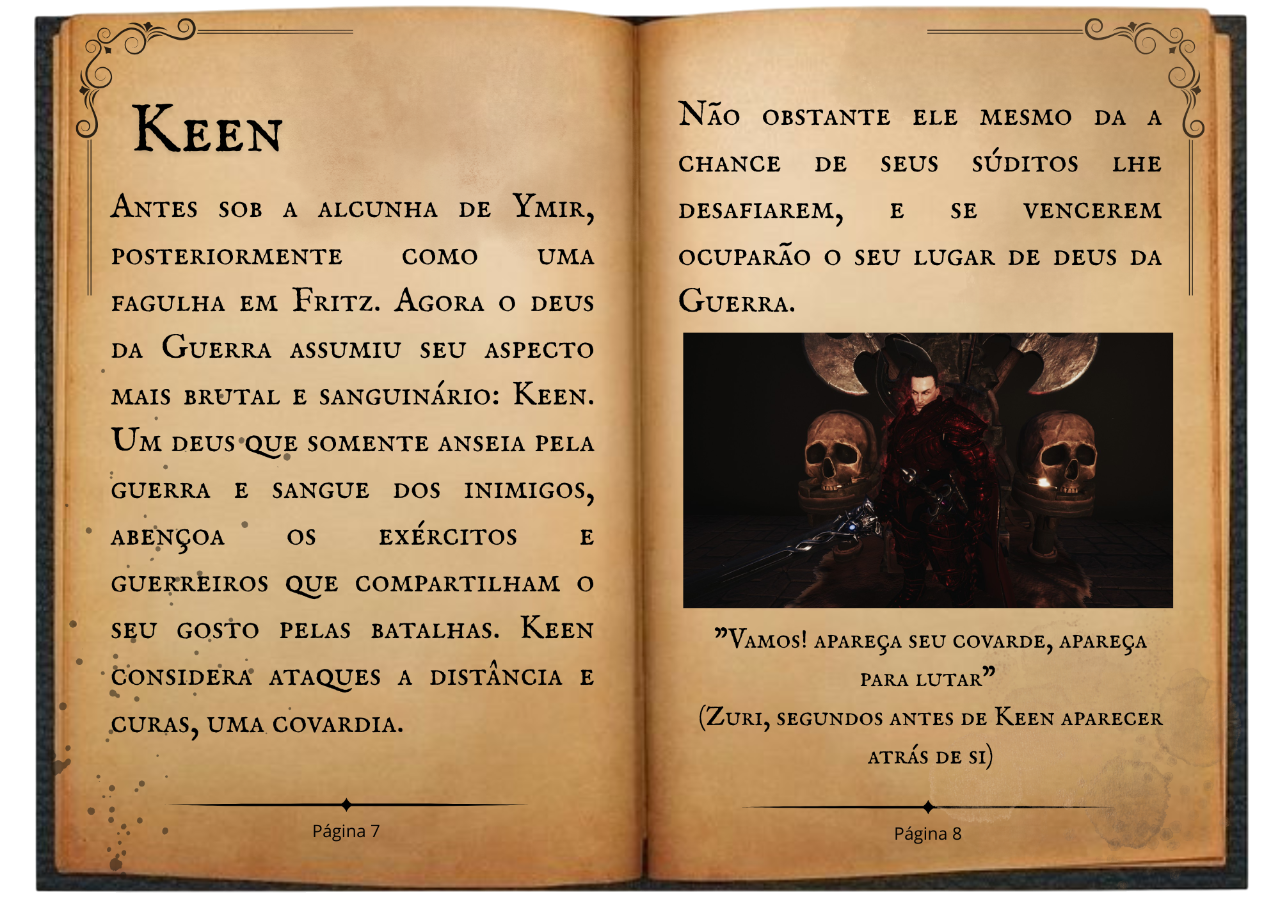 Keen
Antes sob a alcunha de Ymir,
posteriormente como uma
fagulha em Fritz. Agora o deus
da Guerra assumiu seu aspecto
mais brutal e sanguinário: Keen.
Um deus que somente anseia pela
guerra e sangue dos inimigos,
abençoa os exércitos e
guerreiros que compartilham o
seu gosto pelas batalhas. Keen
considera ataques a distância e
curas, uma covardia.
Página 7
Não obstante ele mesmo da a
chance de seus súditos lhe
desafiarem, e se vencerem
ocuparão o seu lugar de deus da
Guerra.
"Vamos! apareça seu covarde, apareça
para lutar"
(Zuri, segundos antes de Keen aparecer
atrás de si)
Página 8